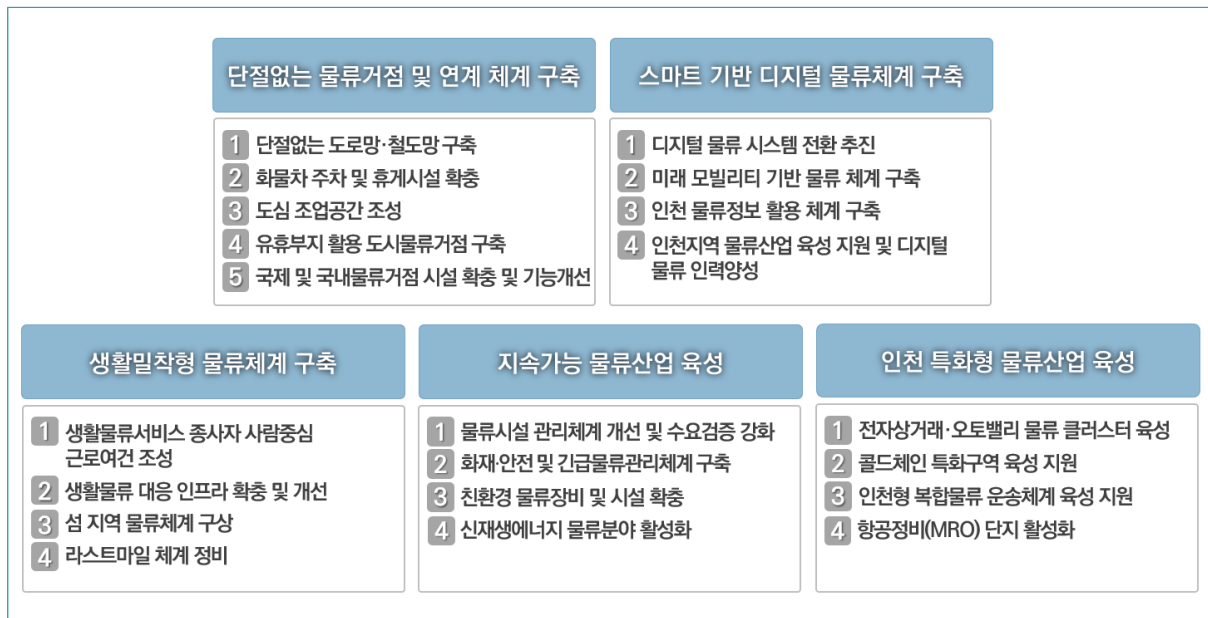 단절없는 물류거점 및 연계 체계 구축
1 단절없는 도로망·철도망 구축
2 화물차 주차 및 휴게시설 확충
3 도심 조업공간 조성
4 유휴부지 활용 도시물류거점 구축
5 국제 및 국내물류거점 시설 확충 및 기능개선
스마트 기반 디지털 물류체계 구축
1 디지털 물류 시스템 전환 추진
2 미래 모빌리티 기반 물류 체계 구축
3 인천 물류정보 활용 체계 구축
4 인천지역 물류산업 육성 지원 및 디지털
물류 인력양성
생활밀착형 물류체계 구축
1 생활물류서비스 종사자 사람중심
근로여건 조성
2 생활물류 대응 인프라 확충 및 개선
3 섬 지역 물류체계 구상
4 라스트마일 체계 정비
지속가능 물류산업 육성
1 물류시설 관리체계 개선 및 수요검증 강화
2 화재·안전 및 긴급물류관리체계 구축
3 친환경 물류장비 및 시설 확충
4 신재생에너지 물류분야 활성화
인천 특화형 물류산업 육성
1 전자상거래·오토밸리 물류 클러스터 육성
2 콜드체인 특화구역 육성 지원
3 인천형 복합물류 운송체계 육성 지원
4 항공정비(MRO) 단지 활성화